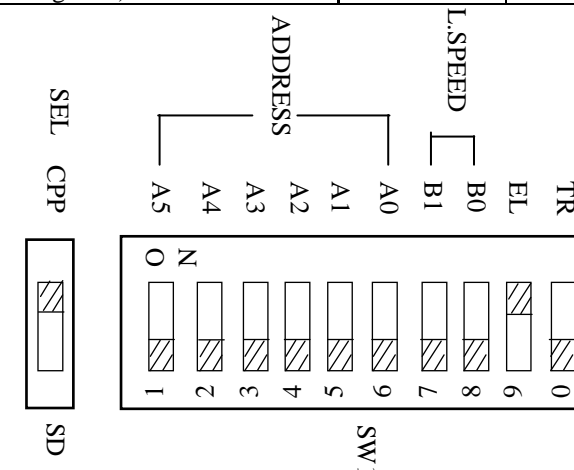 ADDRESS
L.SPEED
SEL CPP
A5 A4 A3 A2 A1 A0 B1 B0 EL TR
ON
1 2 3 4 5 6 7 8 9 0
SD
SW